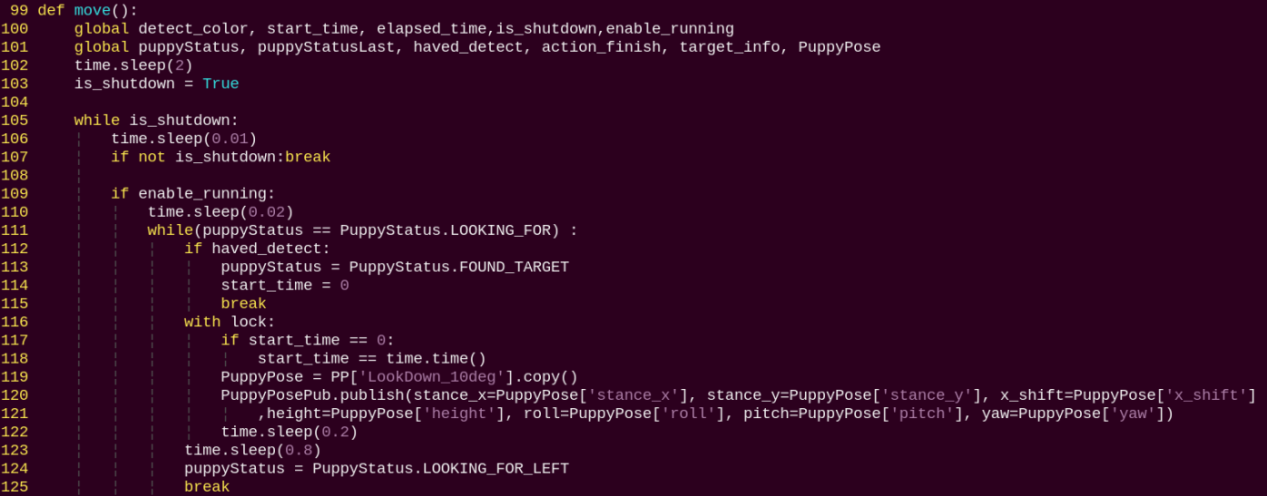 99 def move():
100     global detect_color, start_time, elapsed_time,is_shutdown,enable_running
101     global puppyStatus, puppyStatusLast, haved_detect, action_finish, target_info, PuppyPose
102     time.sleep(2)
103     is_shutdown = True
104
105     while is_shutdown:
106         time.sleep(0.01)
107         if not is_shutdown:break
108
109         if enable_running:
110             time.sleep(0.02)
111             while(puppyStatus == PuppyStatus.LOOKING_FOR) :
112                 if haved_detect:
113                     puppyStatus = PuppyStatus.FOUND_TARGET
114                     start_time = 0
115                     break
116                 with lock:
117                     if start_time == 0:
118                         start_time == time.time()
119                     PuppyPose = PP['LookDown_10deg'].copy()
120                     PuppyPosePub.publish(stance_x=PuppyPose['stance_x'], stance_y=PuppyPose['stance_y'], x_shift=PuppyPose['x_shift']
121                         ,height=PuppyPose['height'], roll=PuppyPose['roll'], pitch=PuppyPose['pitch'], yaw=PuppyPose['yaw'])
122                     time.sleep(0.2)
123                 time.sleep(0.8)
124                 puppyStatus = PuppyStatus.LOOKING_FOR_LEFT
125                 break